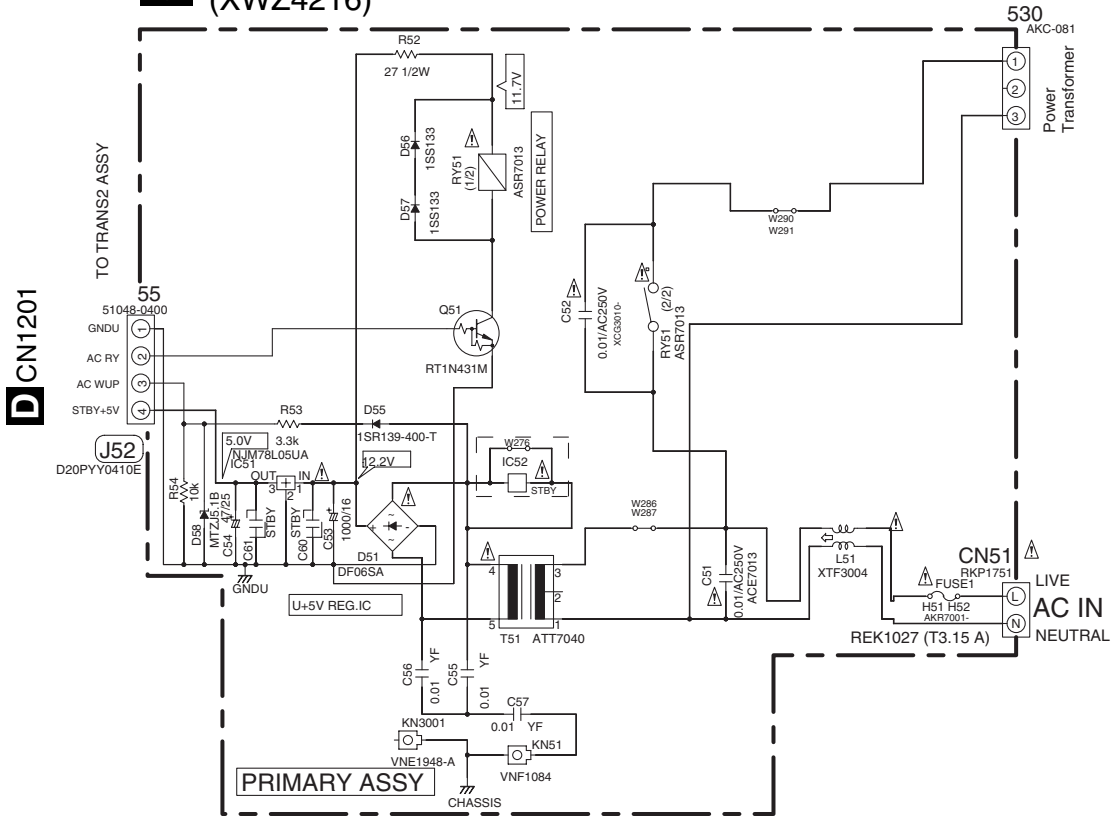 (XWZ4216)
530
AKC-081
1
2
3
Power
Transformer
R52
27 1/2W
11.7V
D56
1SS133
D57
1SS133
RY51
(1/2)
ASR7013
POWER RELAY
TO TRANS2 ASSY
W290
W291
C52
0.01/AC250V
XCG3010-
RY51
(2/2)
ASR7013
D CN1201
55
51048-0400
GNDU
1
AC RY
2
AC WUP
3
STBY+5V
4
J52
D20PYY0410E
Q51
RT1N431M
R53
3.3k
D55
1SR139-400-T
5.0V
NJM78L05UA
IC51
OUT
IN
3
1
2
12.2V
W276
IC52
STBY
R54
10k
D58
MTZJ5.1B
C54
47/25
C61
STBY
C60
STBY
C53
1000/16
D51
DF06SA
GNDU
U+5V REG.IC
W286
W287
4
3
2
5
1
T51
ATT7040
C51
0.01/AC250V
ACE7013
L51
XTF3004
CN51
RKP1751
FUSE1
H51 H52
AKR7001-
REK1027 (T3.15 A)
L
N
LIVE
AC IN
NEUTRAL
C56
0.01
YF
C55
0.01
YF
C57
0.01
YF
KN3001
VNE1948-A
KN51
VNF1084
CHASSIS
PRIMARY ASSY